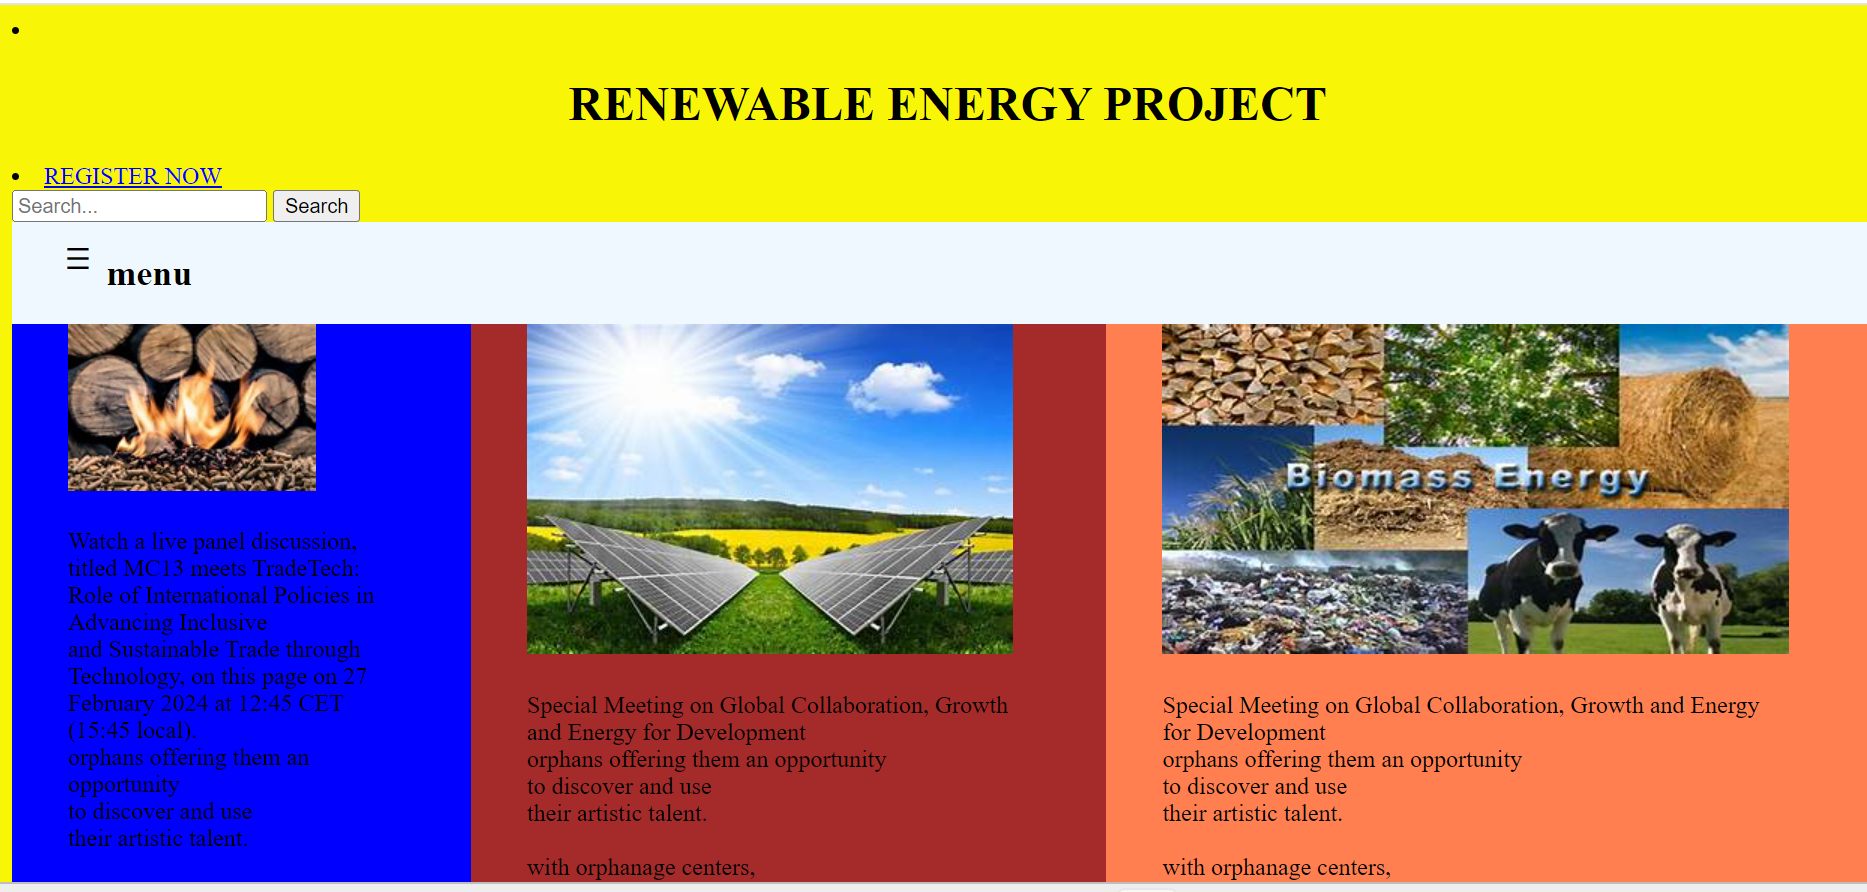 RENEWABLE ENERGY PROJECT
REGISTER NOW
Search... Search
☰ menu
Watch a live panel discussion,
titled MC13 meets TradeTech:
Role of International Policies in
Advancing Inclusive
and Sustainable Trade through
Technology, on this page on 27
February 2024 at 12:45 CET
(15:45 local).
orphans offering them an
opportunity
to discover and use
their artistic talent.
Special Meeting on Global Collaboration, Growth
and Energy for Development
orphans offering them an opportunity
to discover and use
their artistic talent.
with orphanage centers,
Biomass Energy
Special Meeting on Global Collaboration, Growth and Energy
for Development
orphans offering them an opportunity
to discover and use
their artistic talent.
with orphanage centers,